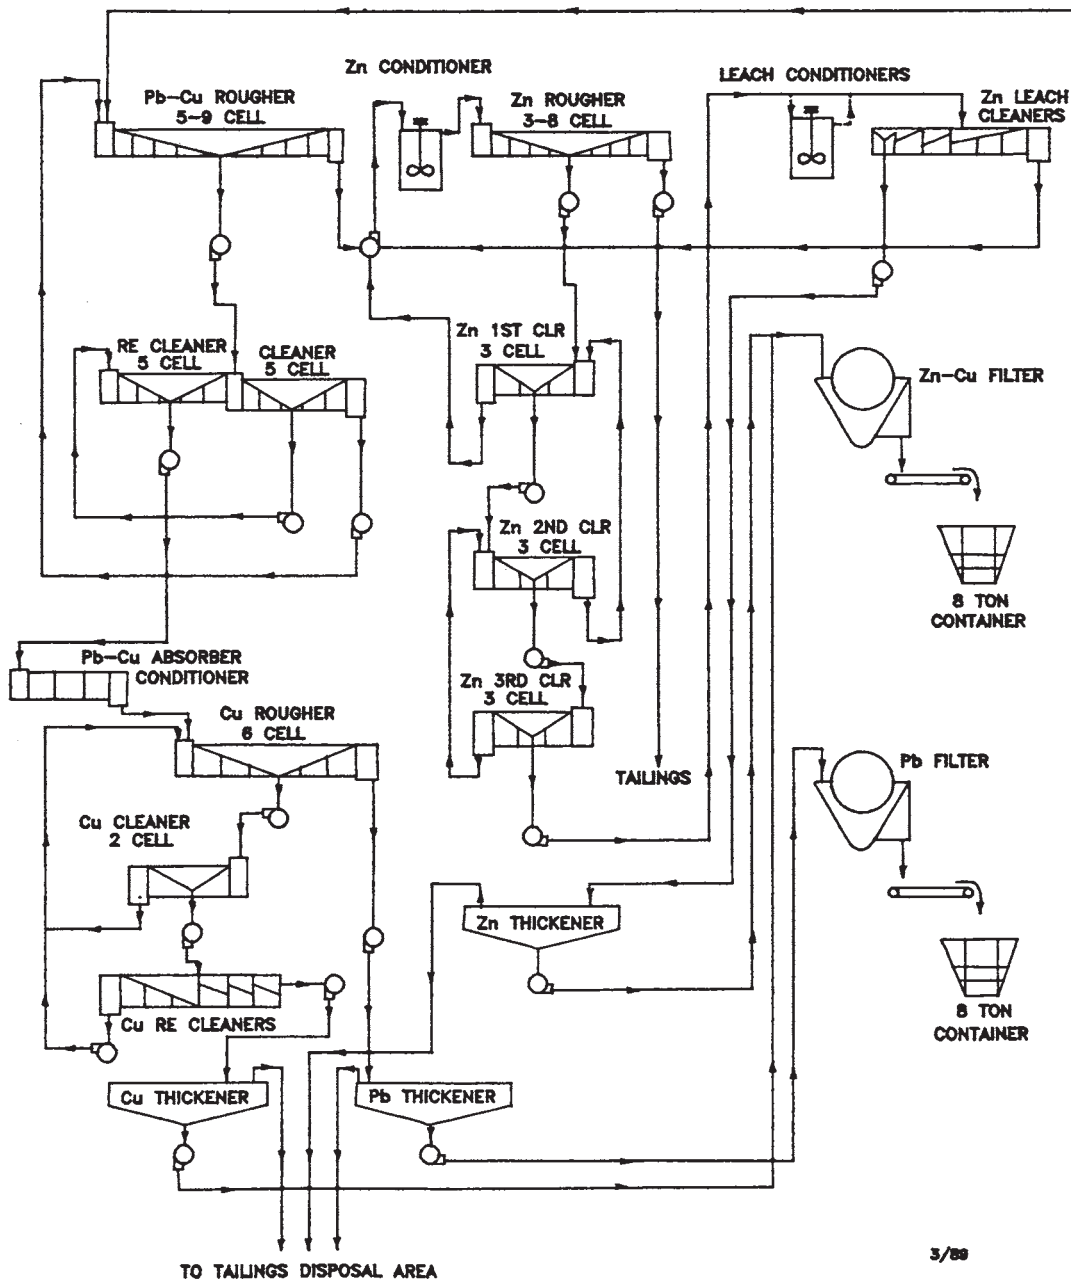 Zn CONDITIONER
Pb-Cu ROUGHER
5-9 CELL
Zn ROUGHER
3-8 CELL
LEACH CONDITIONERS
Zn LEACH
CLEANERS
RE CLEANER
5 CELL
CLEANER
5 CELL
Zn 1ST CLR
3 CELL
Zn-Cu FILTER
Zn 2ND CLR
3 CELL
8 TON
CONTAINER
Pb-Cu ABSORBER
CONDITIONER
Zn 3RD CLR
3 CELL
Cu ROUGHER
6 CELL
TAILINGS
Pb FILTER
Cu CLEANER
2 CELL
Zn THICKENER
Cu RE CLEANERS
8 TON
CONTAINER
Cu THICKENER
Pb THICKENER
TO TAILINGS DISPOSAL AREA
3/89